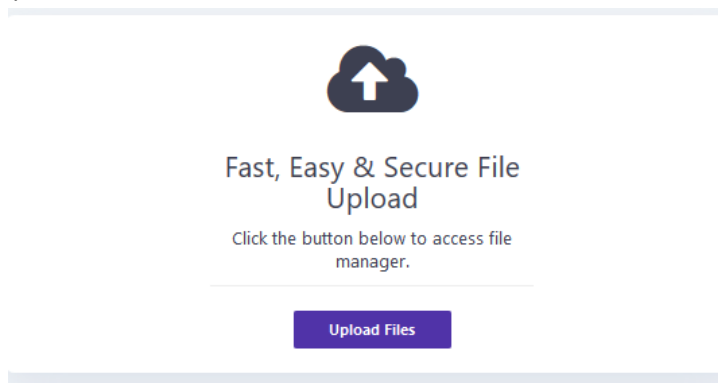 Fast, Easy & Secure File
Upload
Click the button below to access file
manager.
Upload Files